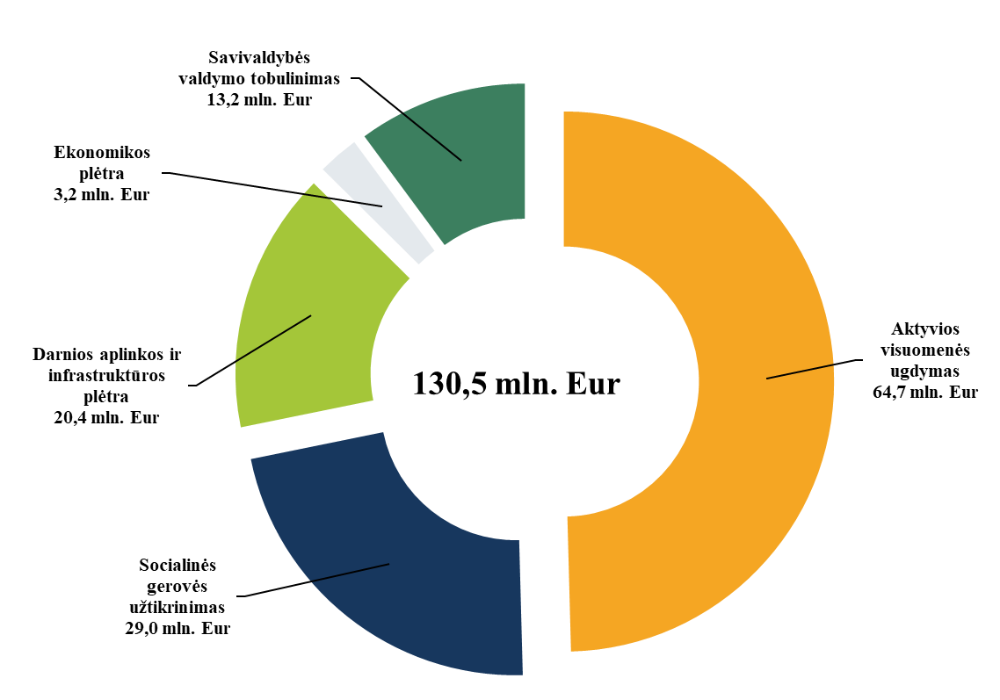 Savivaldybės
valdymo tobulinimas
13,2 mln. Eur
Ekonomikos
plėtra
3,2 mln. Eur
Darnios aplinkos ir
infrastruktūros
plėtra
20,4 mln. Eur
Socialinės
gerovės
užtikrinimas
29,0 mln. Eur
130,5 mln. Eur
Aktyvios
visuomenės
ugdymas
64,7 mln. Eur